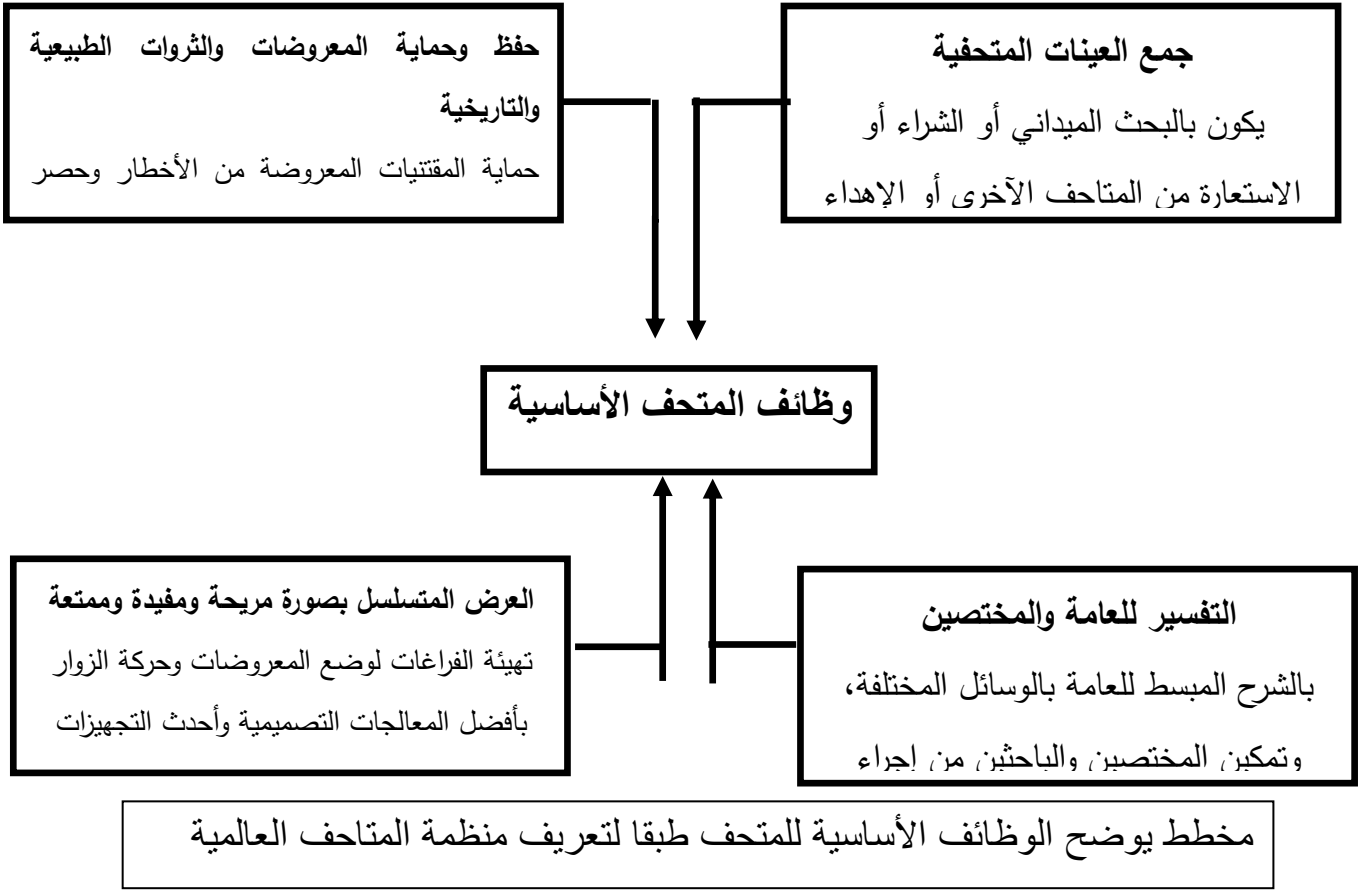 جمع العينات المتحفية
يكون بالبحث الميداني أو الشراء أو
الاستعارة من المتاحف الآخرى أو الإهداء
حفظ وحماية المعروضات والثروات الطبيعية
والتاريخية
حماية المقتنيات المعروضة من الأخطار وحصر
وظائف المتحف الأساسية
التفسير للعامة والمختصين
بالشرح المبسط للعامة بالوسائل المختلفة،
وتمكين المختصين والباحثين من إجراء
العرض المتسلسل بصورة مريحة ومفيدة وممتعة
تهيئة الفراغات لوضع المعروضات وحركة الزوار
بأفضل المعالجات التصميمية وأحدث التجهيزات
مخطط يوضح الوظائف الأساسية للمتحف طبقا لتعريف منظمة المتاحف العالمية